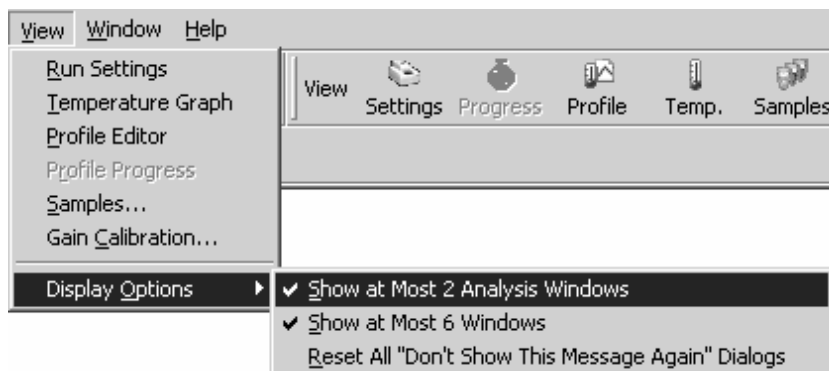 View Window Help
Run Settings
Temperature Graph
Profile Editor
Profile Progress
Samples...
Gain Calibration...
Display Options
View Settings Progress Profile Temp. Samples
Show at Most 2 Analysis Windows
Show at Most 6 Windows
Reset All "Don't Show This Message Again" Dialogs